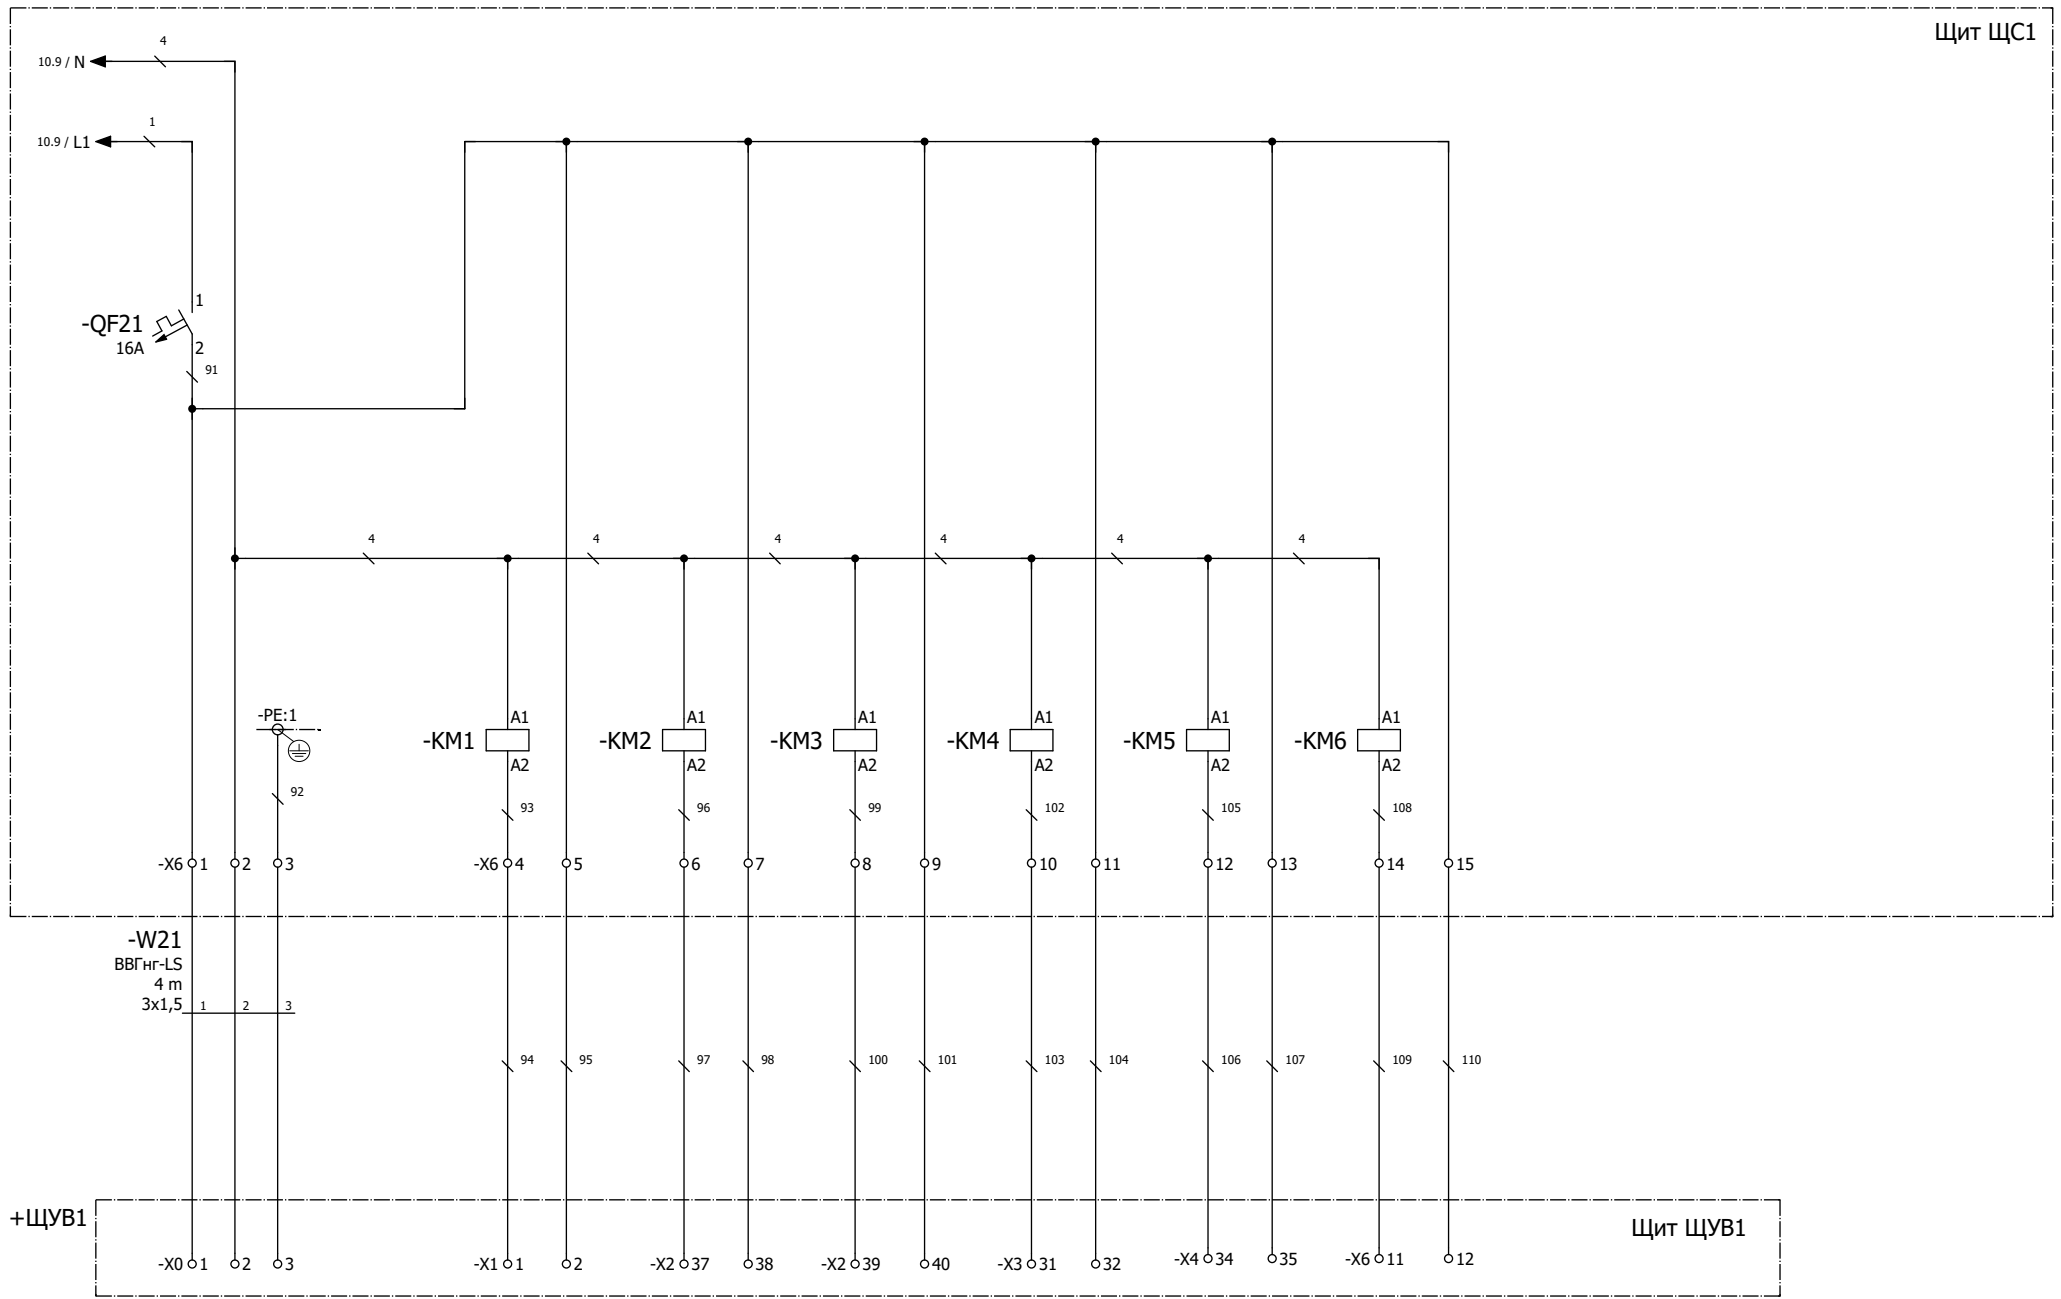 Щит ЩС1
4
10.9 / N
1
10.9 / L1
1
-QF21
16A
2
91
4 4 4 4 4 4
-PE:1
A1 A1 A1 A1 A1 A1
-KM1 -KM2 -KM3 -KM4 -KM5 -KM6
A2 A2 A2 A2 A2 A2
92
93 96 99 102 105 108
-X6 1 2 3 -X6 4 5 6 7 8 9 10 11 12 13 14 15
-W21
ВВГнг-LS
4 m
3x1,5 1 2 3
94 95 97 98 100 101 103 104 106 107 109 110
+ЩУВ1
Щит ЩУВ1
-X0 1 2 3 -X1 1 2 -X2 37 38 -X2 39 40 -X3 31 32 -X4 34 35 -X6 11 12